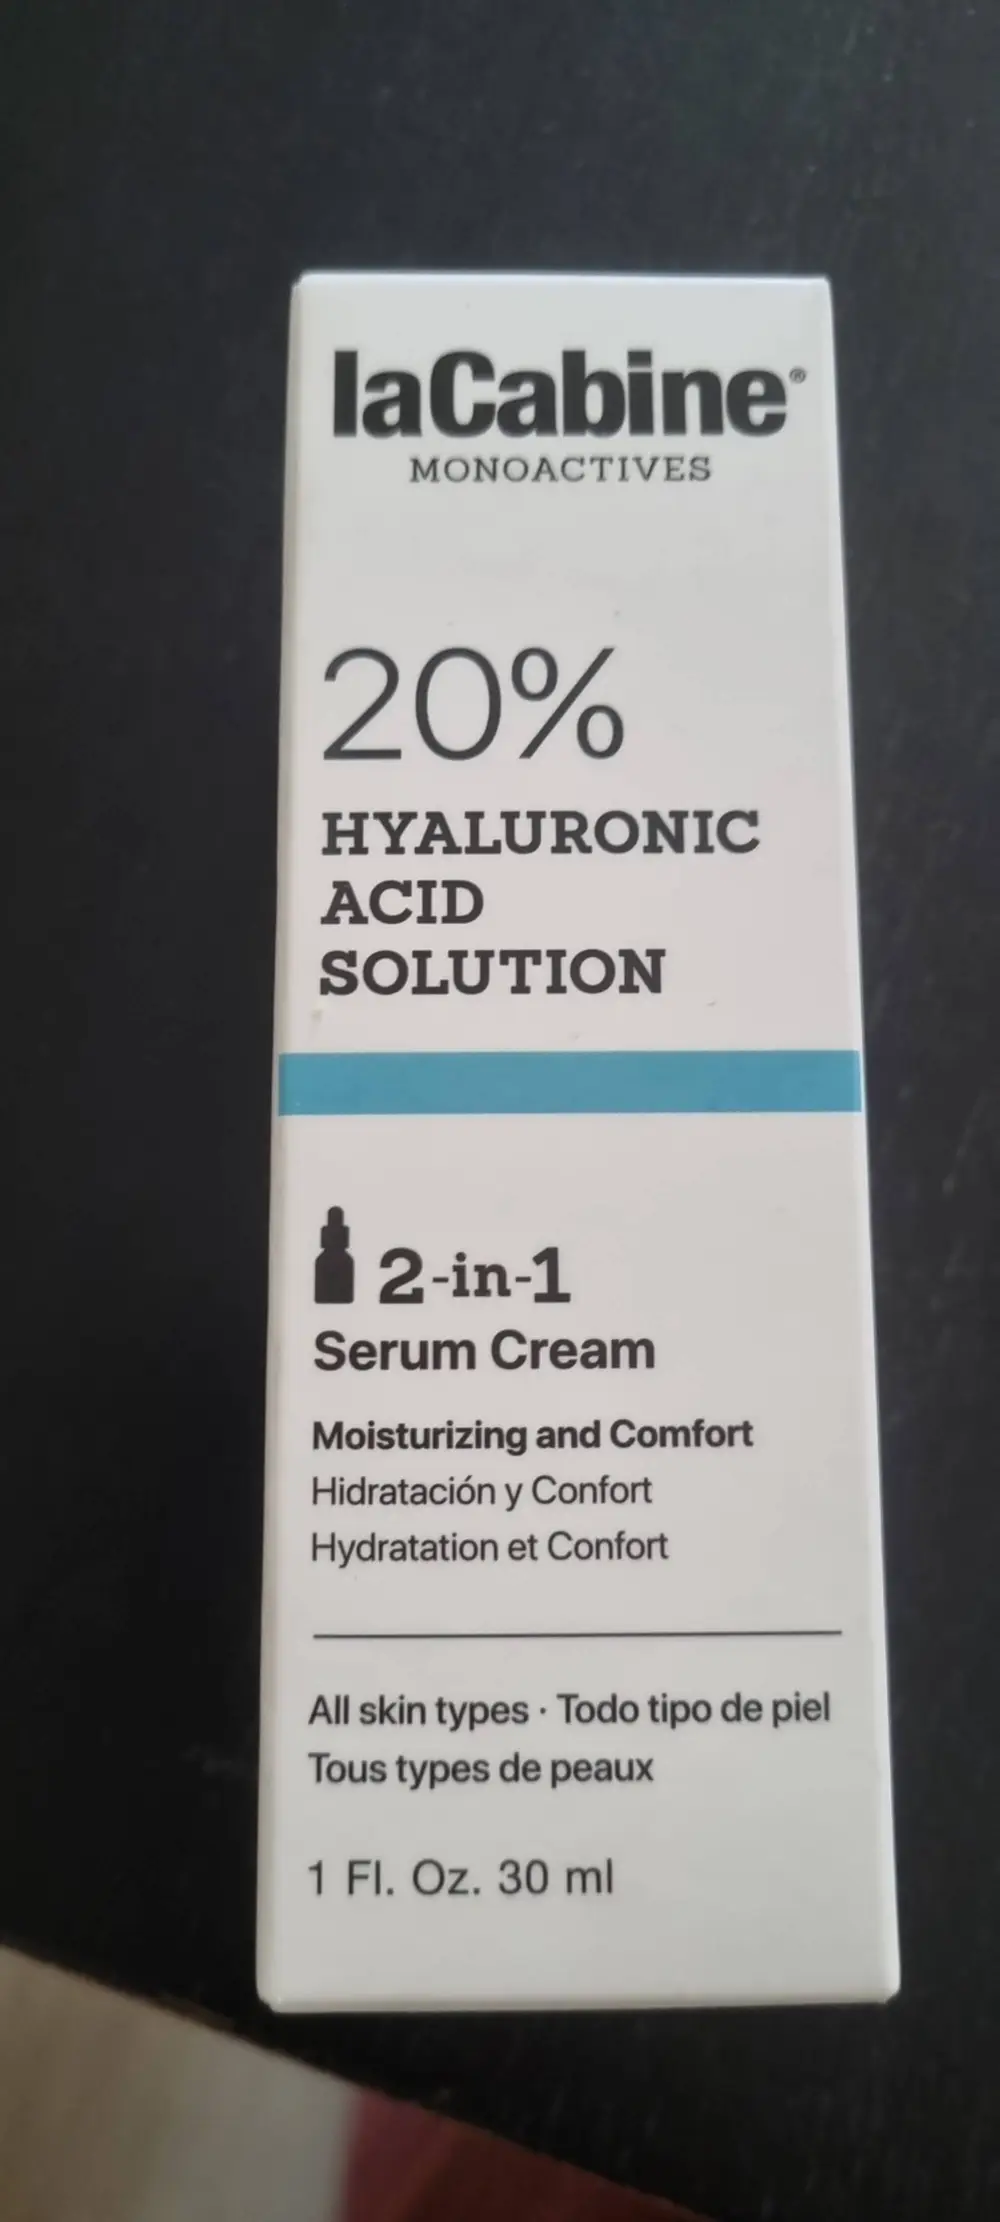 laCabine®
MONOACTIVES
20%
HYALURONIC
ACID
SOLUTION
2-in-1
Serum Cream
Moisturizing and Comfort
Hidratación y Confort
Hydratation et Confort
All skin types · Todo tipo de piel
Tous types de peaux
1 Fl. Oz. 30 ml